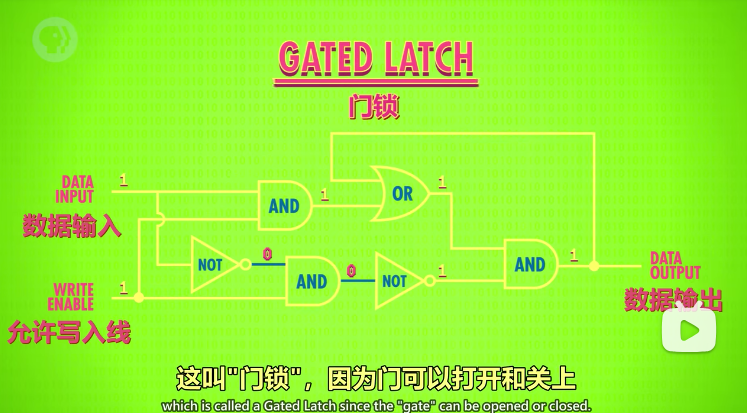 GATED LATCH
门锁
DATA
INPUT
1
数据输入
AND
1
OR
1
NOT
0
AND
0
NOT
1
AND
1
DATA
OUTPUT
数据输出
WRITE
ENABLE
1
允许写入线
这叫"门锁"，因为门可以打开和关上
which is called a Gated Latch since the "gate" can be opened or closed.